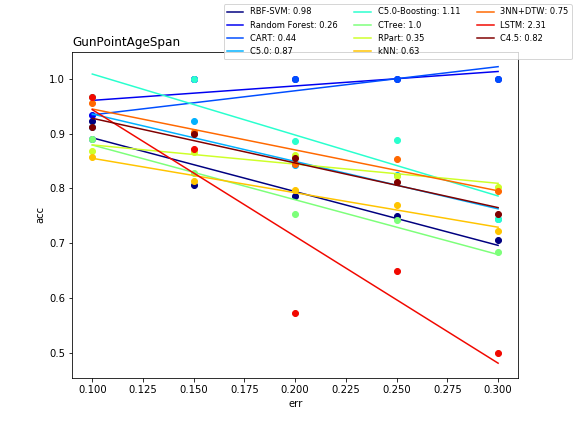 RBF-SVM: 0.98
Random Forest: 0.26
CART: 0.44
C5.0: 0.87
C5.0-Boosting: 1.11
CTree: 1.0
RPart: 0.35
kNN: 0.63
3NN+DTW: 0.75
LSTM: 2.31
C4.5: 0.82
GunPointAgeSpan
1.0
0.9
0.8
0.7
0.6
0.5
acc
0.100
0.125
0.150
0.175
0.200
0.225
0.250
0.275
0.300
err